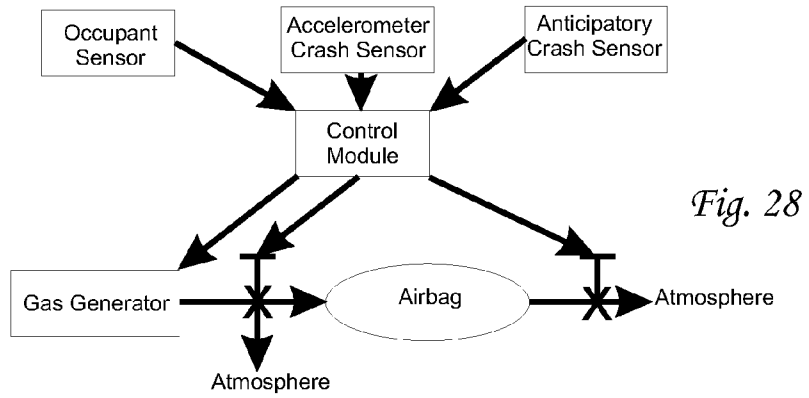 Occupant
Sensor
Accelerometer
Crash Sensor
Anticipatory
Crash Sensor
Control
Module
Fig. 28
Gas Generator
Airbag
Atmosphere
Atmosphere